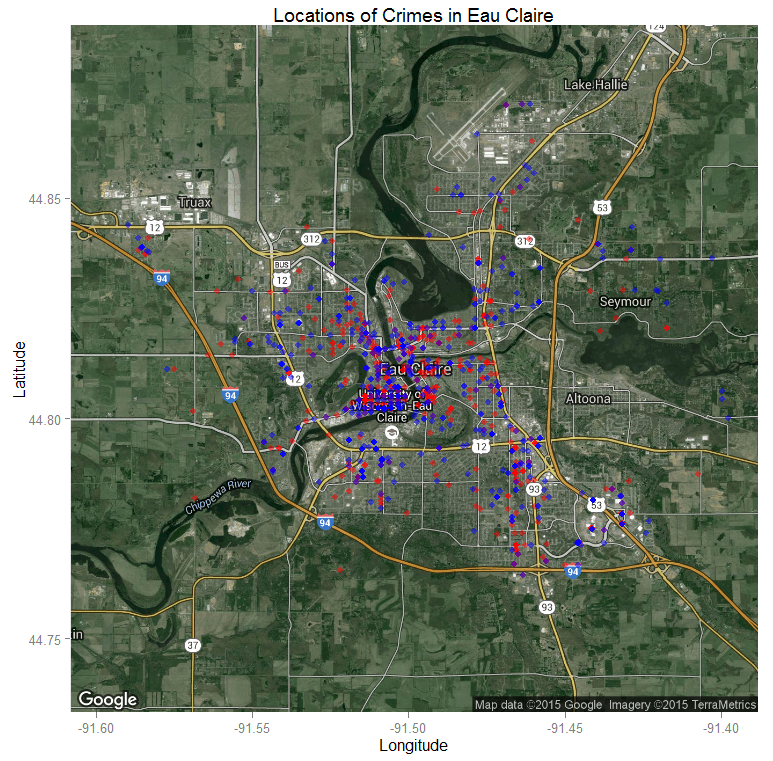 Locations of Crimes in Eau Claire
124
Lake Hallie
44.85
Truax
12
53
312
312
BUS
12
94
Seymour
Latitude
Eau Claire
12
94
University of
Wisconsin-Eau
Claire
Altoona
44.80
12
93
Chippewa River
53
94
94
93
44.75
in
37
Google
Map data ©2015 Google Imagery ©2015 TerraMetrics
-91.60
-91.55
-91.50
-91.45
-91.40
Longitude